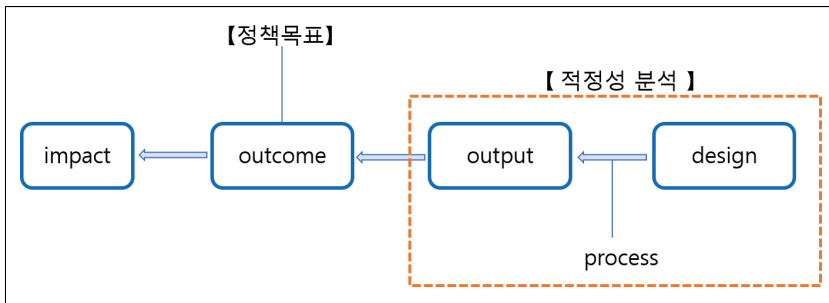 【정책목표】
【 적정성 분석 】
impact
outcome
output
design
process